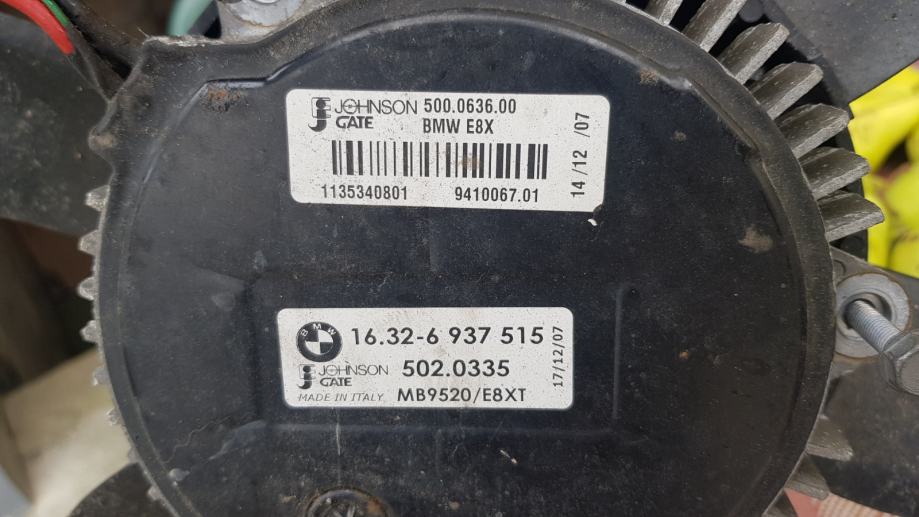 JOHNSON 500.0636.00
GATE BMW E8X
1135340801 9410067.01
14/12/07
BMW 16.32-6 937 515
JOHNSON 502.0335
GATE
MADE IN ITALY MB9520/E8XT
17/12/07